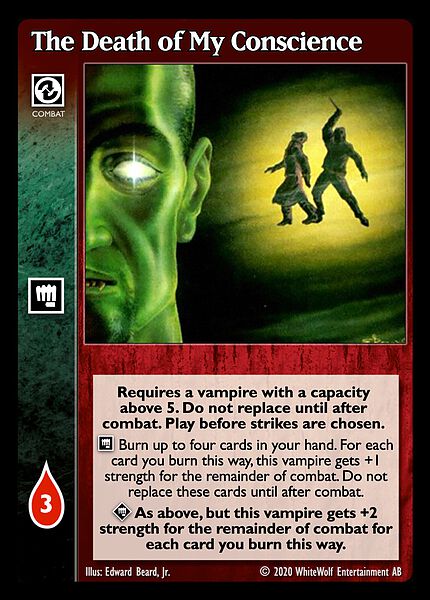 The Death of My Conscience
COMBAT
Requires a vampire with a capacity
above 5. Do not replace until after
combat. Play before strikes are chosen.
Burn up to four cards in your hand. For each
card you burn this way, this vampire gets +1
strength for the remainder of combat. Do not
replace these cards until after combat.
As above, but this vampire gets +2
strength for the remainder of combat for
each card you burn this way.
3
Illus: Edward Beard, Jr. © 2020 WhiteWolf Entertainment AB